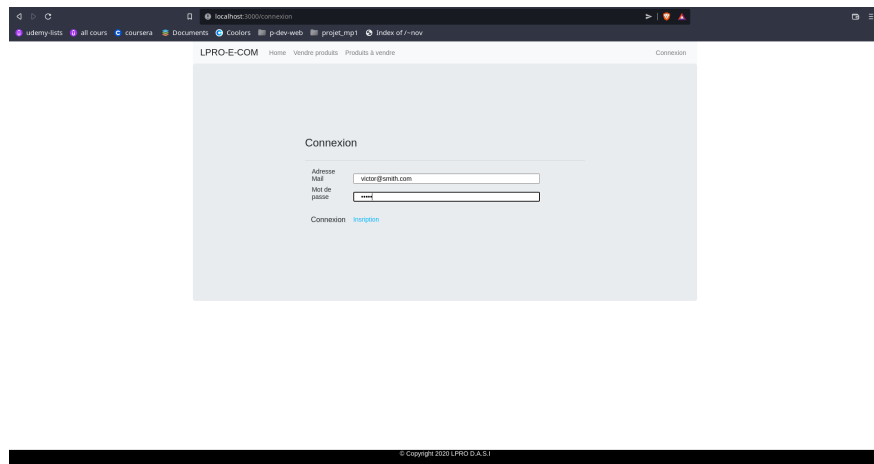 localhost:3000/connexion
udemy-lists all cours coursera Documents Coolors p-dev-web projet_mp1 Index of /~nov
LPRO-E-COM Home Vendre produits Produits à vendre Connexion
Connexion
Adresse
Mail victor@smith.com
Mot de
passe •••••
Connexion Insription
© Copyright 2020 LPRO D.A.S.I